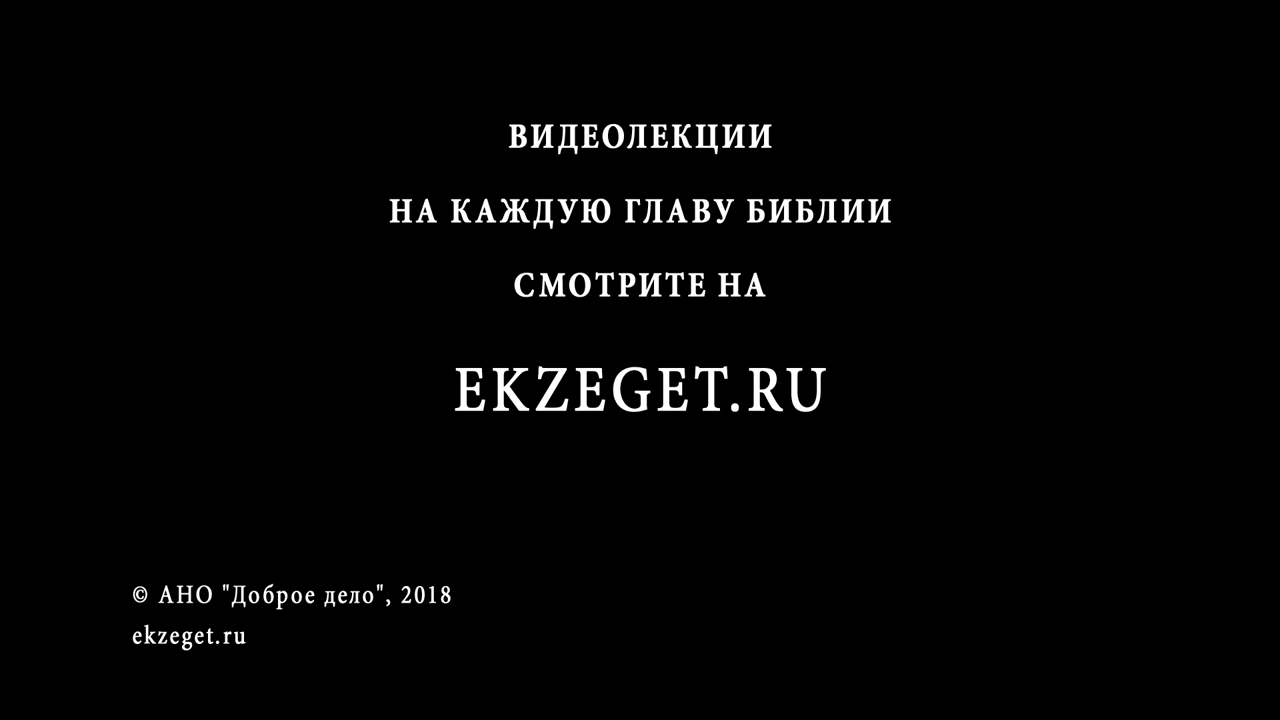 ВИДЕОЛЕКЦИИ
НА КАЖДУЮ ГЛАВУ БИБЛИИ
СМОТРИТЕ НА
EKZEGET.RU
© АНО "Доброе дело", 2018
ekzeget.ru